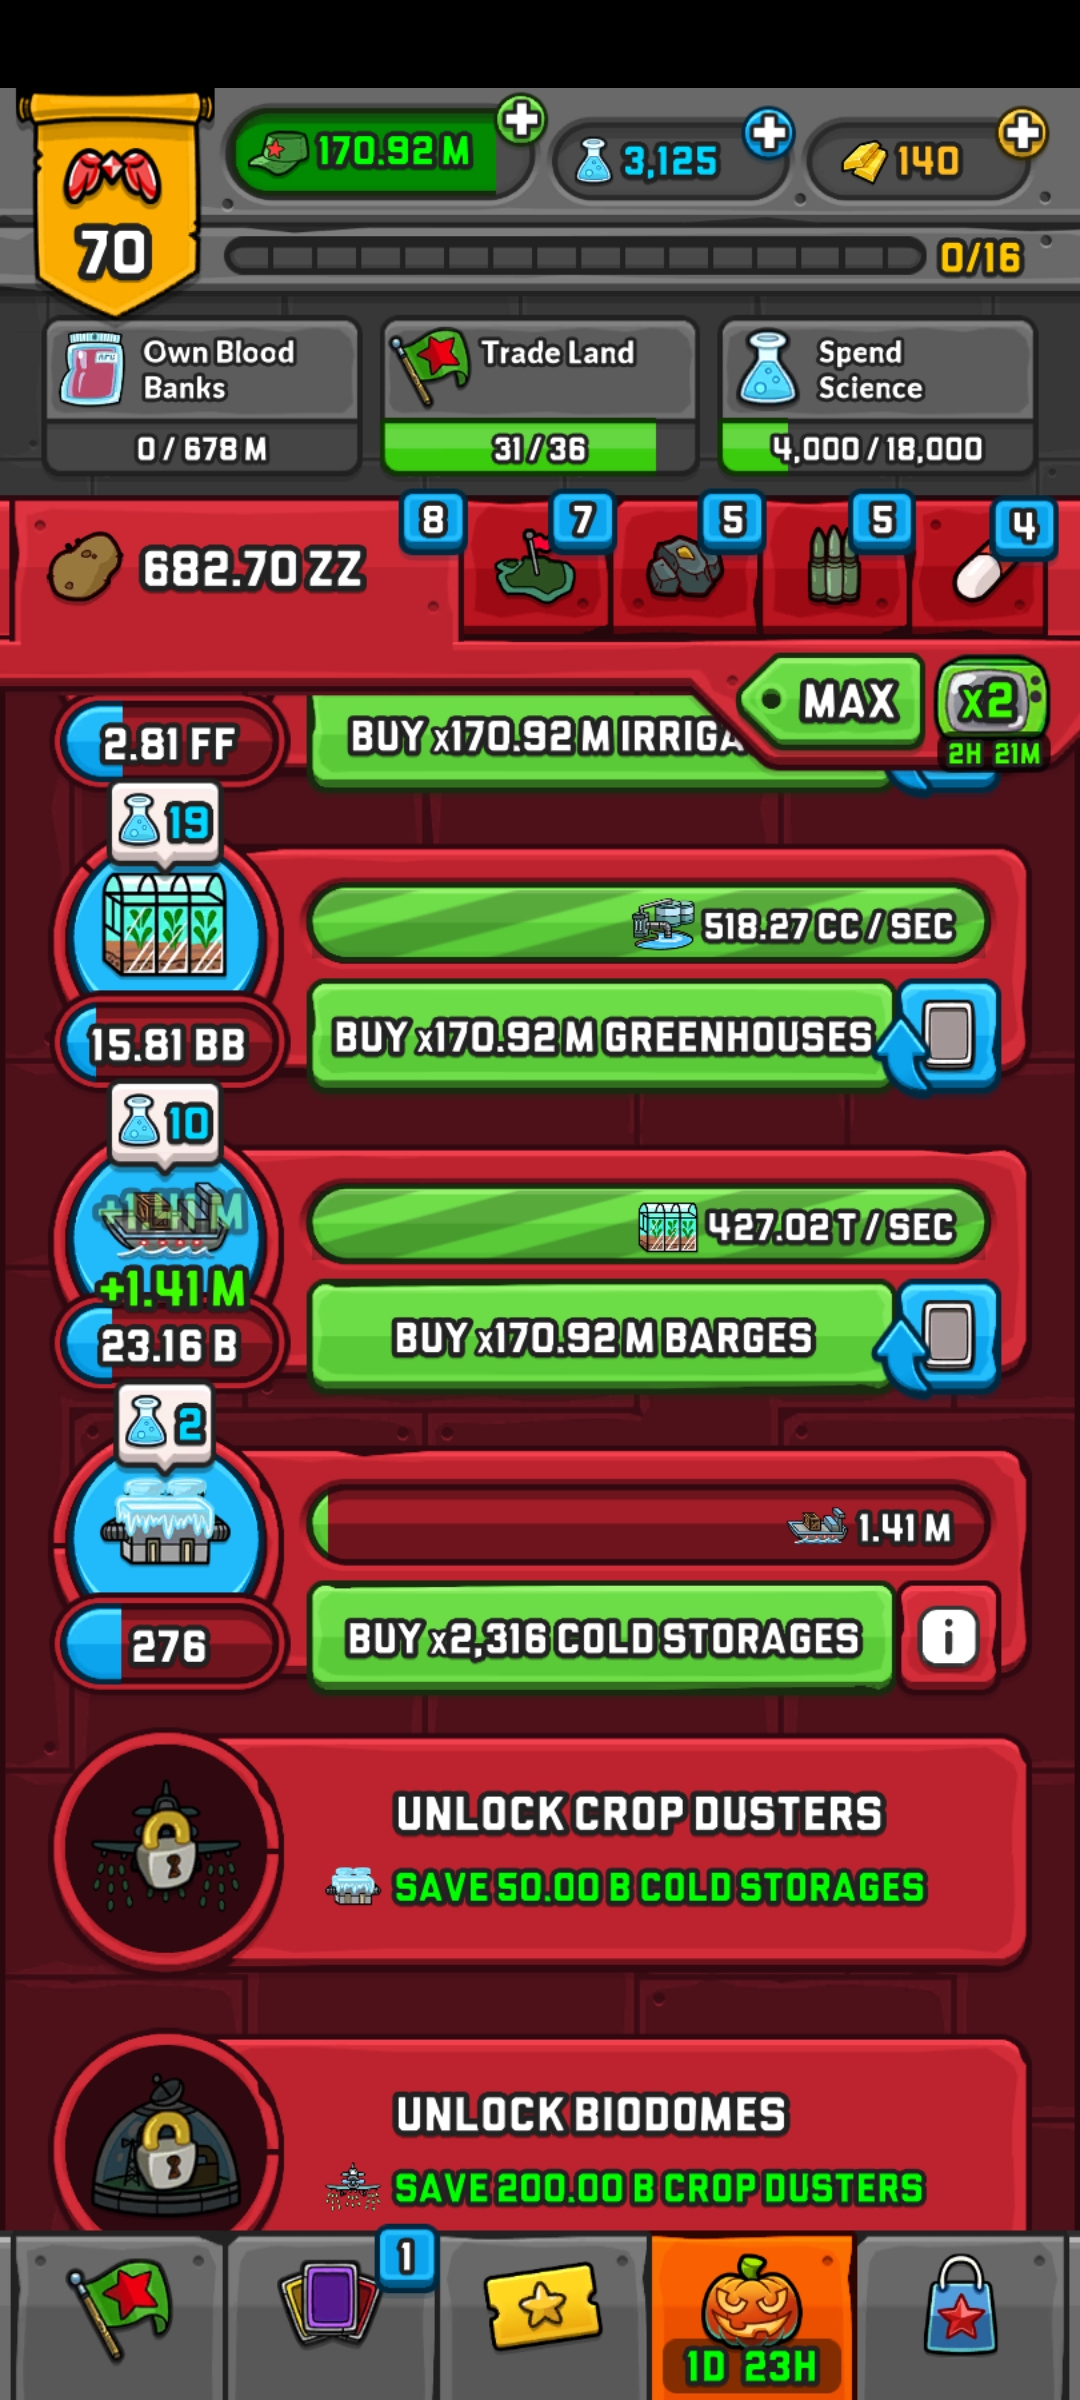 170.92 M
3,125
140
70
0/16
Own Blood Banks
0 / 678 M
Trade Land
31 / 36
Spend Science
4,000 / 18,000
682.70 ZZ
8
7
5
5
4
MAX
x2
2H 21M
2.81 FF
BUY x170.92 M IRRIGA
19
518.27 CC / SEC
15.81 BB
BUY x170.92 M GREENHOUSES
10
+1.41 M
427.02 T / SEC
+1.41 M
23.16 B
BUY x170.92 M BARGES
2
1.41 M
276
BUY x2,316 COLD STORAGES
i
UNLOCK CROP DUSTERS
SAVE 50.00 B COLD STORAGES
UNLOCK BIODOMES
SAVE 200.00 B CROP DUSTERS
1
1D 23H